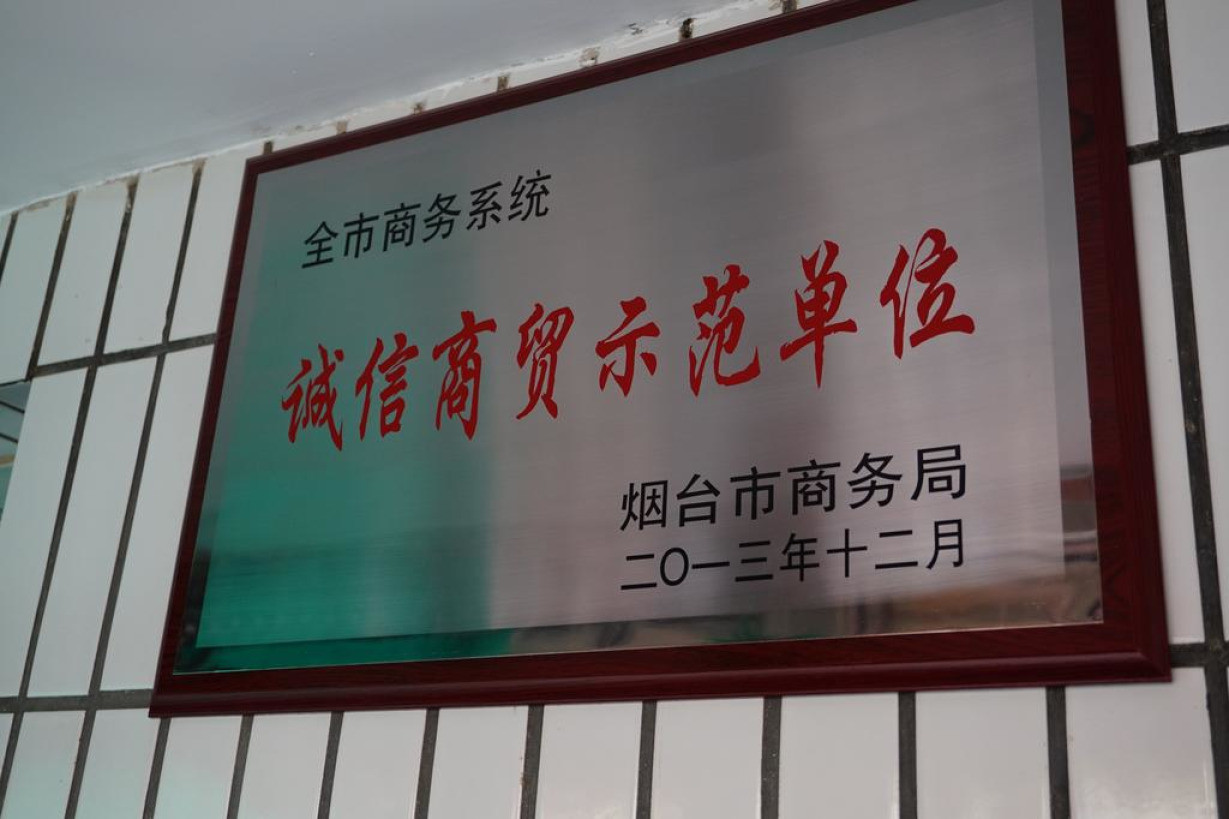 全市商务系统
诚信商贸示范单位
烟台市商务局
二〇一三年十二月